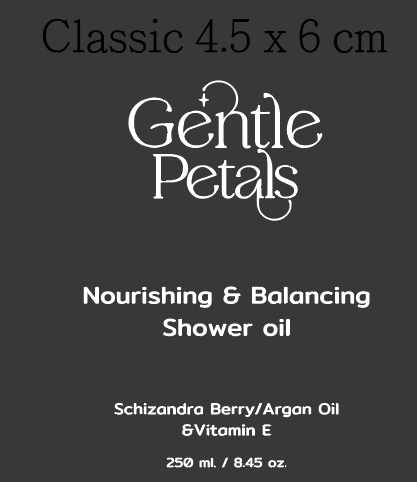 Classic 4.5 x 6 cm
Gentle
Petals
Nourishing & Balancing
Shower oil
Schizandra Berry/Argan Oil
&Vitamin E
250 ml. / 8.45 oz.